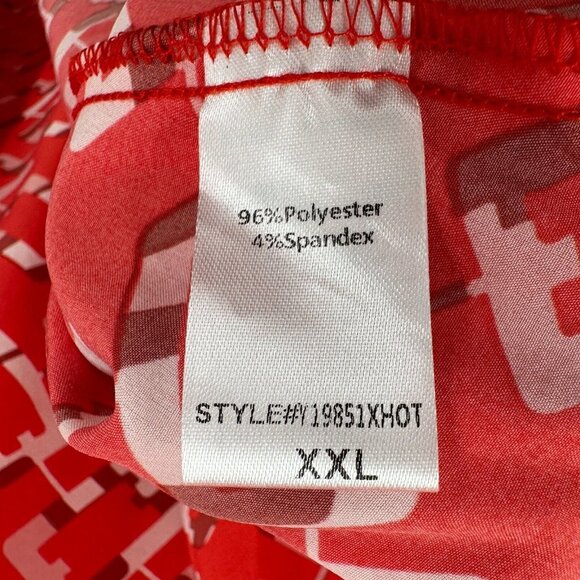 96%Polyester
4%Spandex
STYLE#Y19851XHOT
XXL